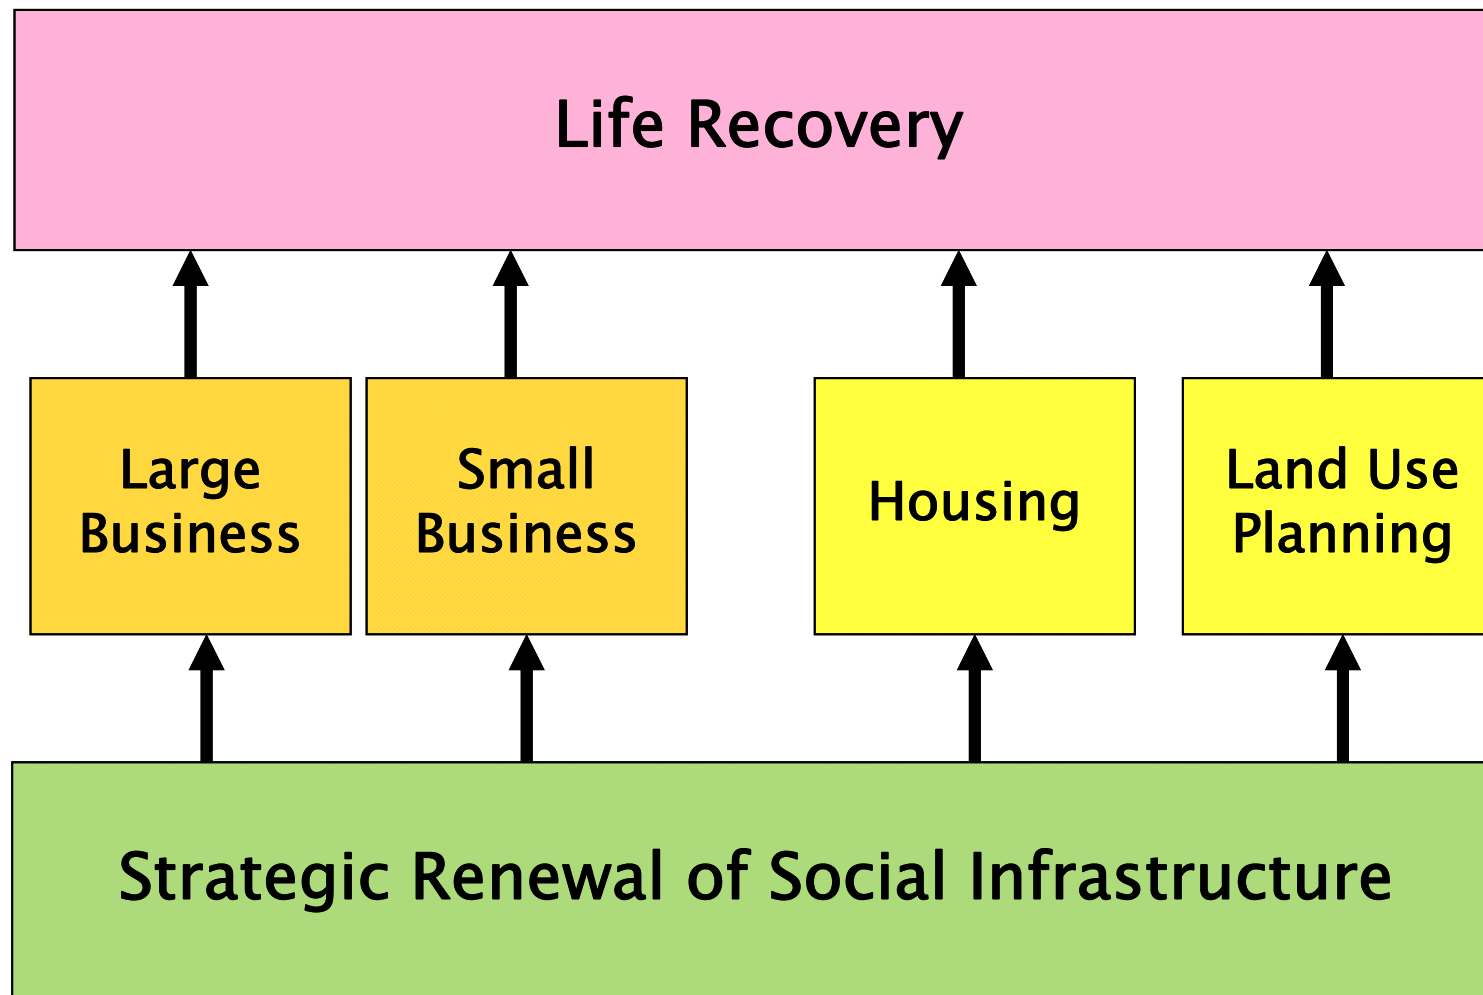 Life Recovery
Large
Business
Small
Business
Housing
Land Use
Planning
Strategic Renewal of Social Infrastructure